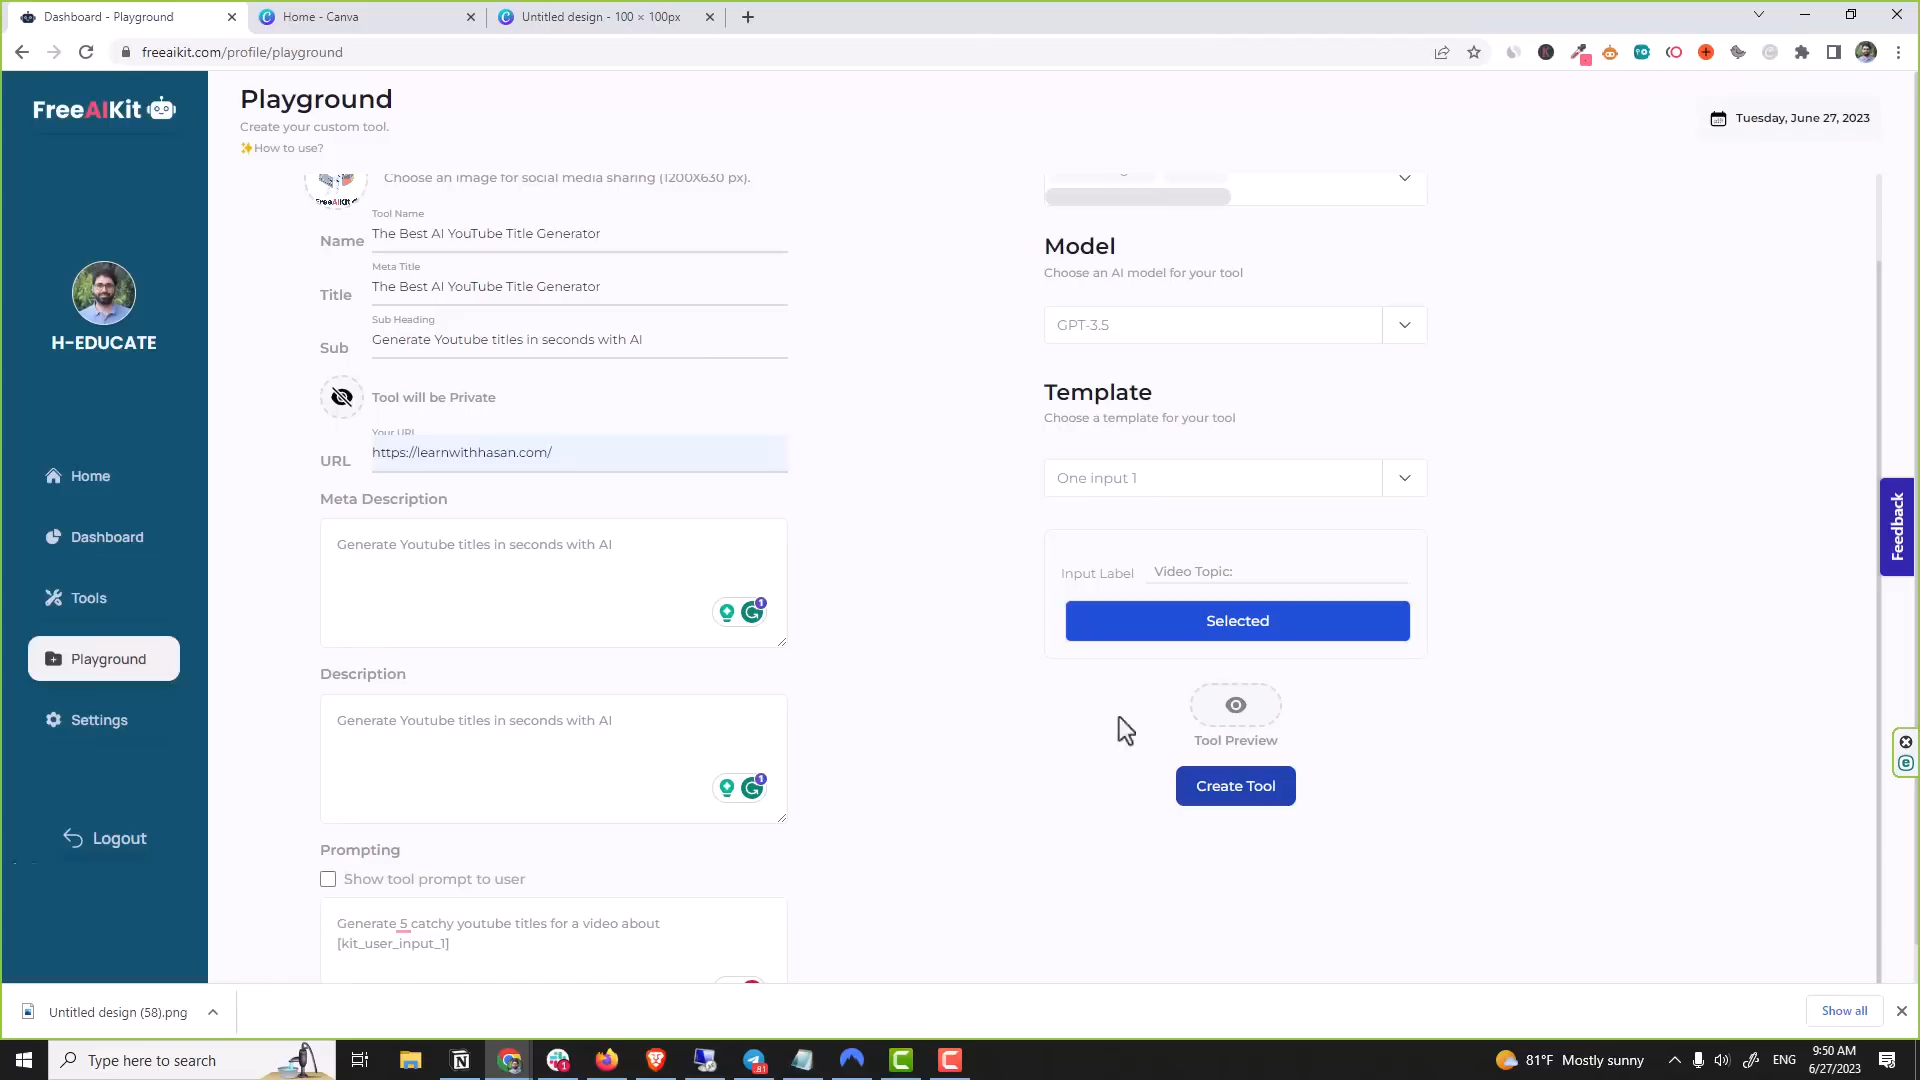 Dashboard - Playground
Home - Canva
Untitled design - 100 × 100px
freeaikit.com/profile/playground
FreeAIKit
H-EDUCATE
Home
Dashboard
Tools
Playground
Settings
Logout
Playground
Create your custom tool.
✨How to use?
Tuesday, June 27, 2023
FreeAIKit
Choose an image for social media sharing (1200X630 px).
Tool Name
Name
The Best AI YouTube Title Generator
Meta Title
Title
The Best AI YouTube Title Generator
Sub Heading
Sub
Generate Youtube titles in seconds with AI
Tool will be Private
Your URL
URL
https://learnwithhasan.com/
Meta Description
Generate Youtube titles in seconds with AI
1
Description
Generate Youtube titles in seconds with AI
1
Prompting
Show tool prompt to user
Generate 5 catchy youtube titles for a video about
[kit_user_input_1]
Model
Choose an AI model for your tool
GPT-3.5
Template
Choose a template for your tool
One input 1
Input Label
Video Topic:
Selected
Tool Preview
Create Tool
Feedback
Untitled design (58).png
Show all
Type here to search
81°F Mostly sunny
ENG
9:50 AM
6/27/2023